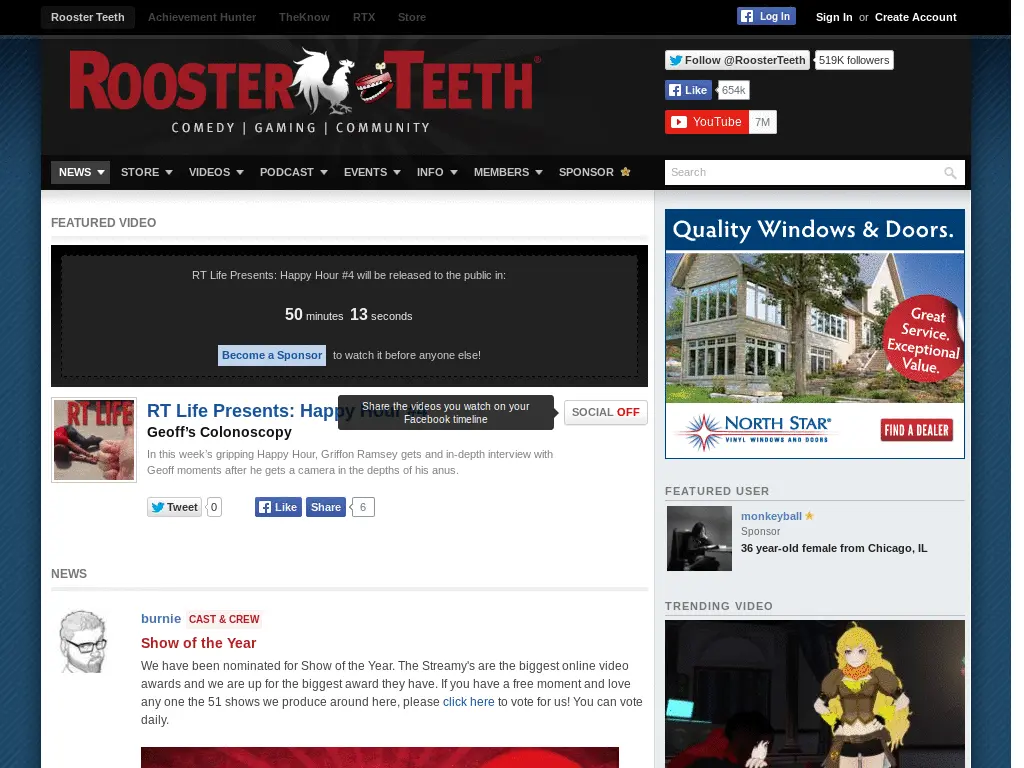 Rooster Teeth Achievement Hunter TheKnow RTX Store Log In Sign In or Create Account
ROOSTER TEETH
COMEDY | GAMING | COMMUNITY
Follow @RoosterTeeth 519K followers
Like 654k
YouTube 7M
NEWS STORE VIDEOS PODCAST EVENTS INFO MEMBERS SPONSOR Search
FEATURED VIDEO
RT Life Presents: Happy Hour #4 will be released to the public in:
50 minutes 13 seconds
Become a Sponsor to watch it before anyone else!
RT LIFE
RT Life Presents: Happy Hour
Share the videos you watch on your
Facebook timeline
SOCIAL OFF
Geoff's Colonoscopy
In this week's gripping Happy Hour, Griffon Ramsey gets and in-depth interview with
Geoff moments after he gets a camera in the depths of his anus.
Tweet 0 Like Share 6
NEWS
burnie CAST & CREW
Show of the Year
We have been nominated for Show of the Year. The Streamy's are the biggest online video
awards and we are up for the biggest award they have. If you have a free moment and love
any one the 51 shows we produce around here, please click here to vote for us! You can vote
daily.
Quality Windows & Doors.
Great
Service.
Exceptional
Value.
NORTH STAR®
VINYL WINDOWS AND DOORS
FIND A DEALER
FEATURED USER
monkeyball
Sponsor
36 year-old female from Chicago, IL
TRENDING VIDEO